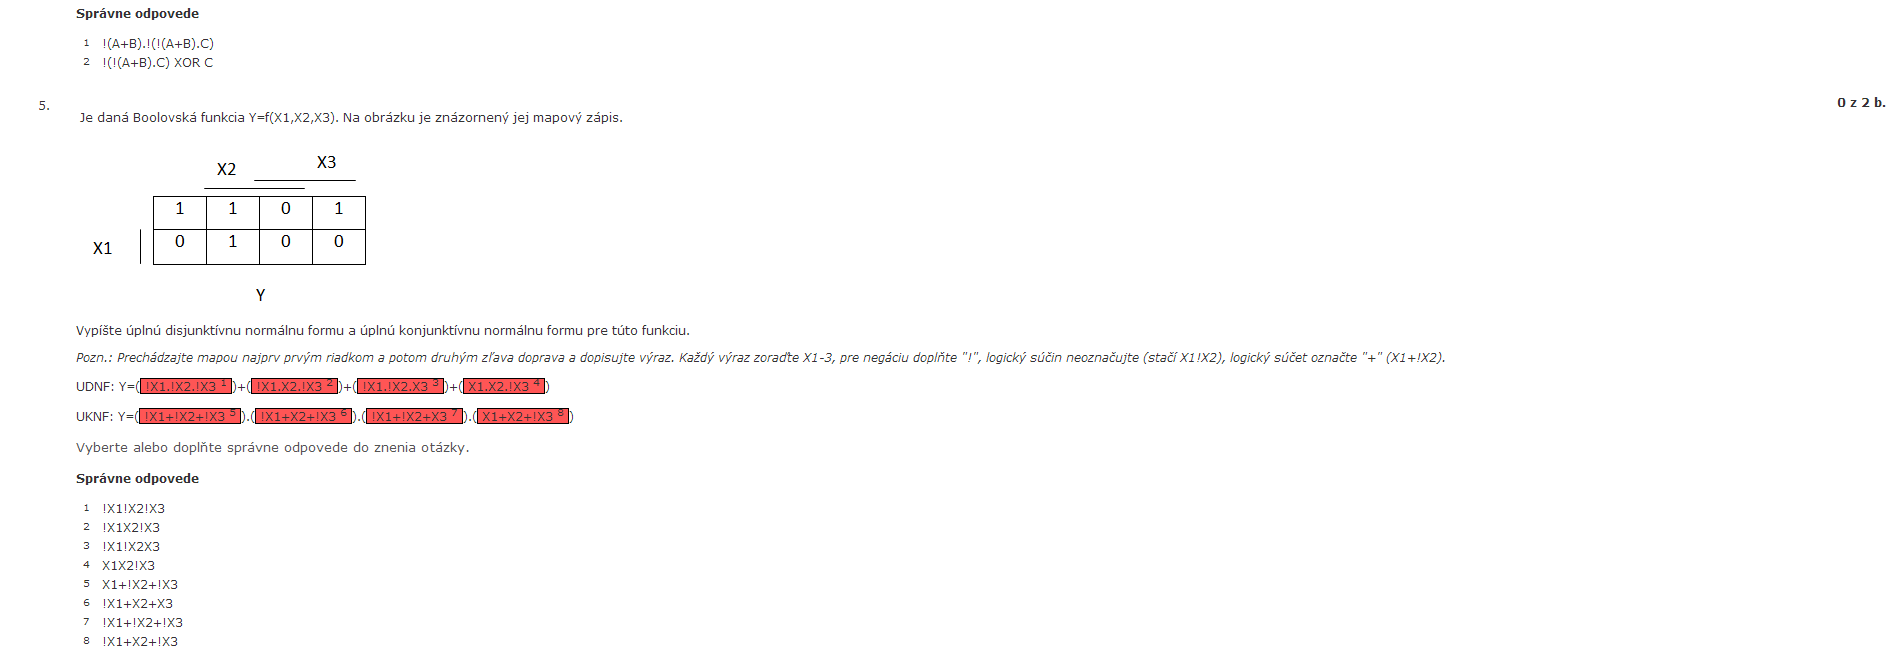 Správne odpovede
1 !(A+B).!(!(A+B).C)
2 !(!(A+B).C) XOR C
5.
0 z 2 b.
Je daná Boolovská funkcia Y=f(X1,X2,X3). Na obrázku je znázornený jej mapový zápis.
X2 X3
1 1 0 1
X1 0 1 0 0
Y
Vypíšte úplnú disjunktívnu normálnu formu a úplnú konjunktívnu normálnu formu pre túto funkciu.
Pozn.: Prechádzajte mapou najprv prvým riadkom a potom druhým zľava doprava a dopisujte výraz. Každý výraz zoraďte X1-3, pre negáciu doplňte "!", logický súčin neoznačujte (stačí X1!X2), logický súčet označte "+" (X1+!X2).
UDNF: Y=( !X1.!X2.!X3 1 )+( !X1.X2.!X3 2 )+( !X1.!X2.X3 3 )+( X1.X2.!X3 4 )
UKNF: Y=( !X1+!X2+!X3 5 ).( !X1+X2+!X3 6 ).( !X1+!X2+X3 7 ).( X1+X2+!X3 8 )
Vyberte alebo doplňte správne odpovede do znenia otázky.
Správne odpovede
1 !X1!X2!X3
2 !X1X2!X3
3 !X1!X2X3
4 X1X2!X3
5 X1+!X2+!X3
6 !X1+X2+X3
7 !X1+!X2+!X3
8 !X1+X2+!X3